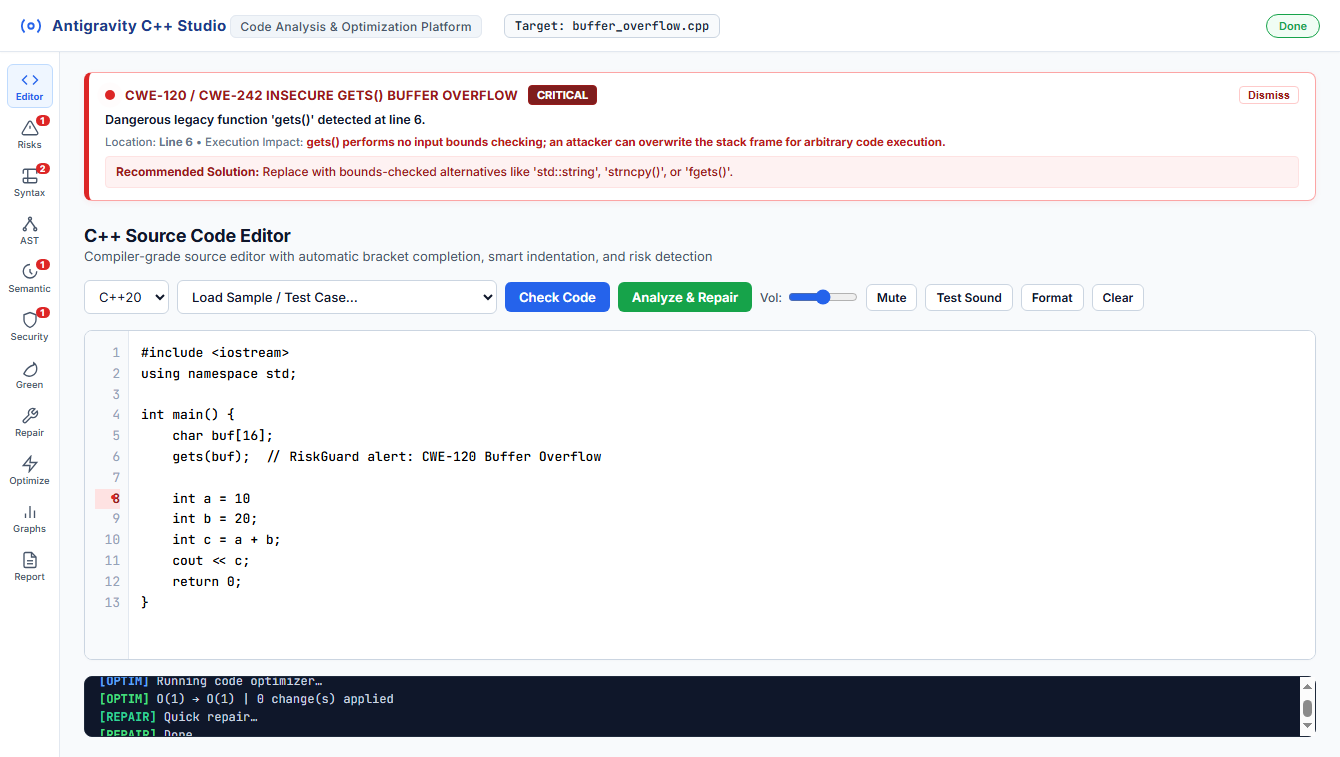 Antigravity C++ Studio
Code Analysis & Optimization Platform
Target: buffer_overflow.cpp
Done
Editor
1
Risks
2
Syntax
AST
1
Semantic
1
Security
Green
Repair
Optimize
Graphs
Report
CWE-120 / CWE-242 INSECURE GETS() BUFFER OVERFLOW
CRITICAL
Dismiss
Dangerous legacy function 'gets()' detected at line 6.
Location: Line 6 • Execution Impact: gets() performs no input bounds checking; an attacker can overwrite the stack frame for arbitrary code execution.
Recommended Solution: Replace with bounds-checked alternatives like 'std::string', 'strncpy()', or 'fgets()'.
C++ Source Code Editor
Compiler-grade source editor with automatic bracket completion, smart indentation, and risk detection
C++20
Load Sample / Test Case...
Check Code
Analyze & Repair
Vol:
Mute
Test Sound
Format
Clear
1 #include <iostream>
2 using namespace std;
3
4 int main() {
5     char buf[16];
6     gets(buf);  // RiskGuard alert: CWE-120 Buffer Overflow
7
8     int a = 10
9     int b = 20;
10     int c = a + b;
11     cout << c;
12     return 0;
13 }
[OPTIM] Running code optimizer…
[OPTIM] O(1) → O(1) | 0 change(s) applied
[REPAIR] Quick repair…
[REPAIR] Done